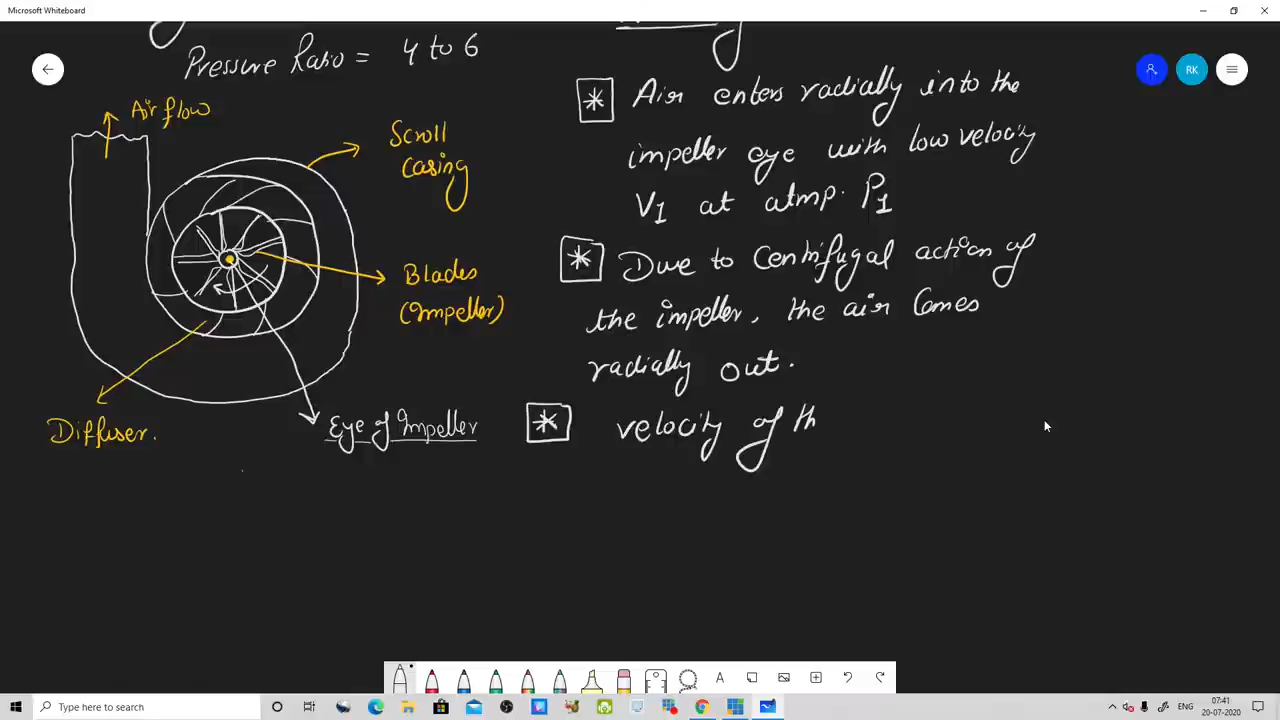 Microsoft Whiteboard
Pressure Ratio = 4 to 6
RK
Air flow
Scroll
Casing
Blades
(Impeller)
Diffuser.
Eye of Impeller
* Air enters radially into the
impeller eye with low velocity
V1 at atmp. P1
* Due to Centrifugal action of
the impeller, the air Comes
radially out.
* velocity of th
A
Type here to search
ENG
07:41
20-07-2020